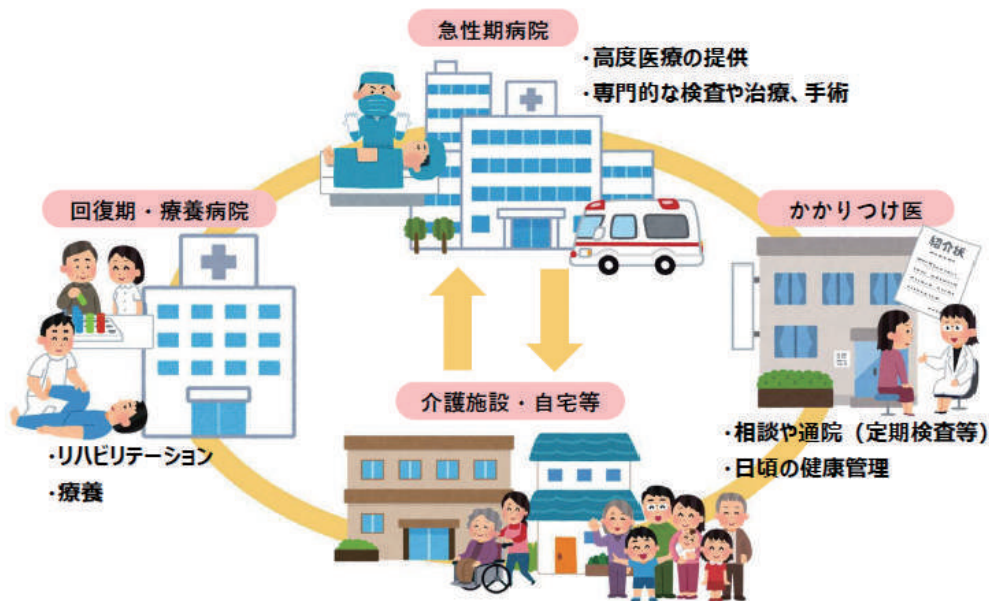 急性期病院
・高度医療の提供
・専門的な検査や治療、手術
回復期・療養病院
かかりつけ医
紹介状
介護施設・自宅等
・リハビリテーション
・療養
・相談や通院（定期検査等）
・日頃の健康管理